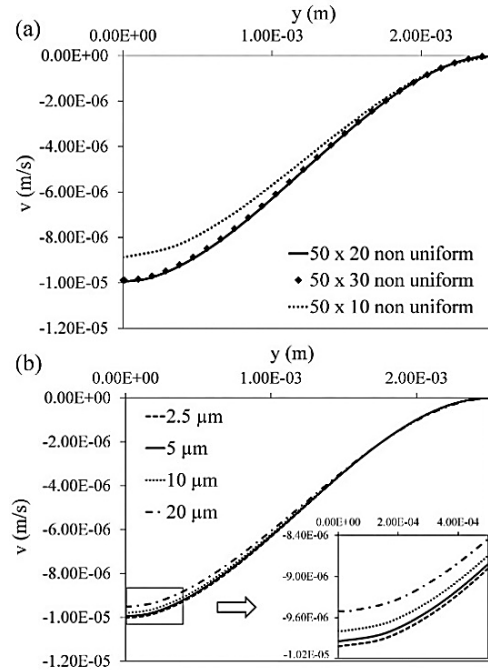 (a)
y (m)
0.00E+00 1.00E-03 2.00E-03
0.00E+00
-2.00E-06
-4.00E-06
-6.00E-06
-8.00E-06
-1.00E-05
-1.20E-05
v (m/s)
50 x 20 non uniform
50 x 30 non uniform
50 x 10 non uniform
(b)
y (m)
0.00E+00 1.00E-03 2.00E-03
0.00E+00
-2.00E-06
-4.00E-06
-6.00E-06
-8.00E-06
-1.00E-05
-1.20E-05
v (m/s)
2.5 μm
5 μm
10 μm
20 μm
0.00E+00 2.00E-04 4.00E-04
-8.40E-06
-9.00E-06
-9.60E-06
-1.02E-05